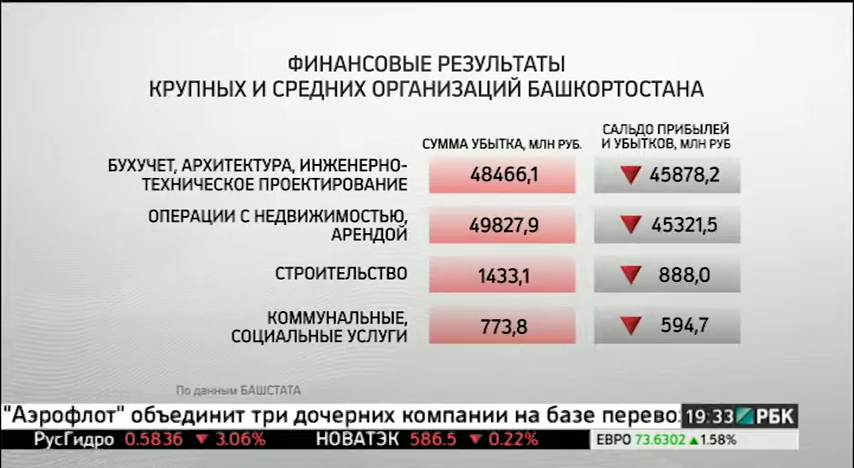 ФИНАНСОВЫЕ РЕЗУЛЬТАТЫ
КРУПНЫХ И СРЕДНИХ ОРГАНИЗАЦИЙ БАШКОРТОСТАНА
СУММА УБЫТКА, МЛН РУБ.
САЛЬДО ПРИБЫЛЕЙ
И УБЫТКОВ, МЛН РУБ
БУХУЧЕТ, АРХИТЕКТУРА, ИНЖЕНЕРНО-
ТЕХНИЧЕСКОЕ ПРОЕКТИРОВАНИЕ
48466,1 ▼ 45878,2
ОПЕРАЦИИ С НЕДВИЖИМОСТЬЮ,
АРЕНДОЙ
49827,9 ▼ 45321,5
СТРОИТЕЛЬСТВО 1433,1 ▼ 888,0
КОММУНАЛЬНЫЕ,
СОЦИАЛЬНЫЕ УСЛУГИ
773,8 ▼ 594,7
По данным БАШСТАТА
"Аэрофлот" объединит три дочерних компании на базе перево 19:33 РБК
РусГидро 0.5836 ▼ 3.06% НОВАТЭК 586.5 ▼ 0.22% ЕВРО 73.6302 ▲ 1.58%